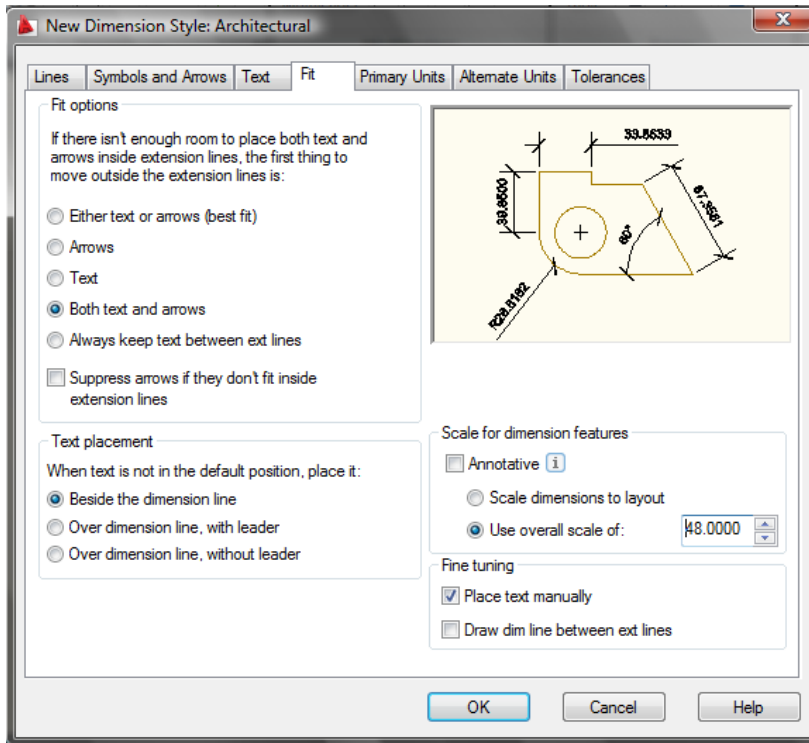 New Dimension Style: Architectural
Lines
Symbols and Arrows
Text
Fit
Primary Units
Alternate Units
Tolerances
Fit options
If there isn't enough room to place both text and
arrows inside extension lines, the first thing to
move outside the extension lines is:
Either text or arrows (best fit)
Arrows
Text
Both text and arrows
Always keep text between ext lines
Suppress arrows if they don't fit inside
extension lines
Text placement
When text is not in the default position, place it:
Beside the dimension line
Over dimension line, with leader
Over dimension line, without leader
39.8639
39.8500
67.3581
60°
R28.8182
Scale for dimension features
Annotative
Scale dimensions to layout
Use overall scale of:
48.0000
Fine tuning
Place text manually
Draw dim line between ext lines
OK
Cancel
Help